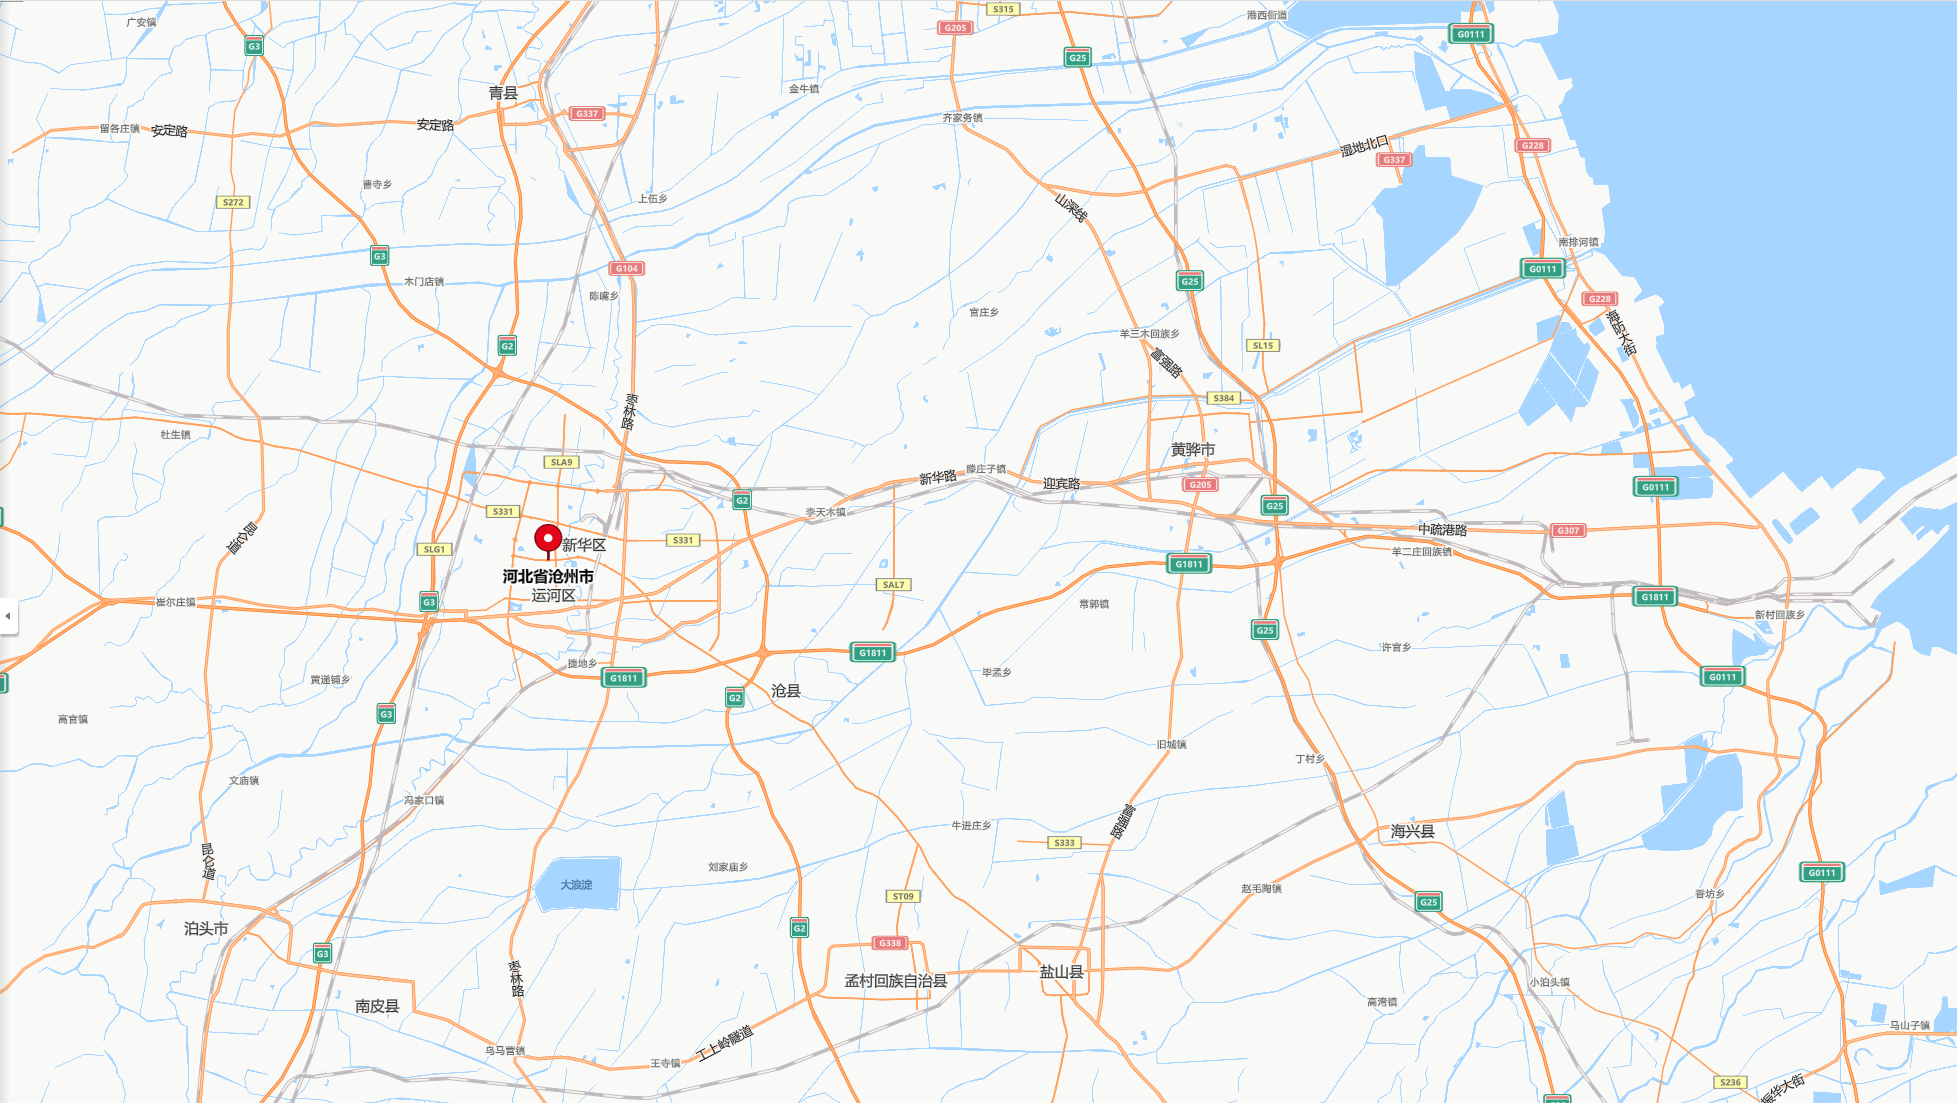 广安镇
G3
S315
G205
港西街道
G0111
G25
青县
金牛镇
G337
齐家务镇
留各庄镇
安定路
安定路
湿地北口
G228
G337
曹寺乡
S272
上伍乡
山深线
南排河镇
G3
G104
G0111
木门店镇
陈嘴乡
G25
G228
官庄乡
海防大街
羊三木回族乡
G2
SL15
富强路
S384
枣林路
杜生镇
黄骅市
SLA9
滕庄子镇
新华路
迎宾路
G205
G0111
G2
G25
S331
李天木镇
昆仑道
中疏港路
G307
S331
新华区
SLG1
羊二庄回族镇
G1811
河北省沧州市
SAL7
运河区
G1811
崔尔庄镇
G3
常郭镇
新村回族乡
G25
许官乡
G1811
捷地乡
毕孟乡
G1811
G0111
黄递铺乡
沧县
G2
G3
高官镇
旧城镇
丁村乡
文庙镇
冯家口镇
富强路
牛进庄乡
海兴县
S333
昆仑道
刘家庙乡
G0111
大浪淀
赵毛陶镇
香坊乡
ST09
G25
泊头市
G2
G338
G3
枣林路
盐山县
孟村回族自治县
小泊头镇
高湾镇
南皮县
马山子镇
工上岭隧道
乌马营镇
王寺镇
S236
振华大街